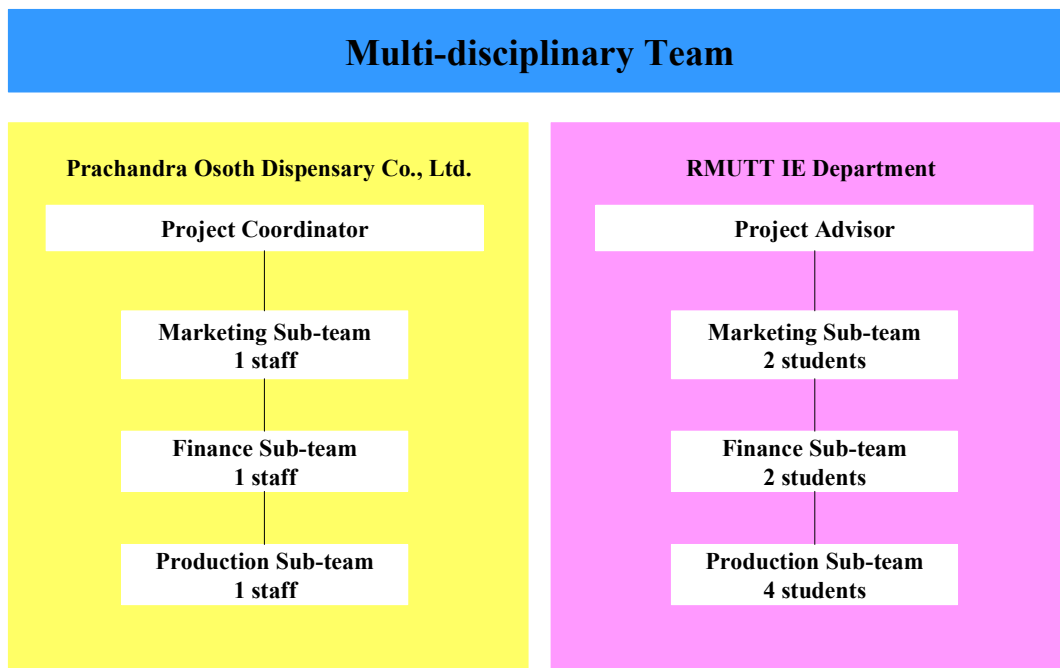 Multi-disciplinary Team
Prachandra Osoth Dispensary Co., Ltd.
Project Coordinator
Marketing Sub-team
1 staff
Finance Sub-team
1 staff
Production Sub-team
1 staff
RMUTT IE Department
Project Advisor
Marketing Sub-team
2 students
Finance Sub-team
2 students
Production Sub-team
4 students